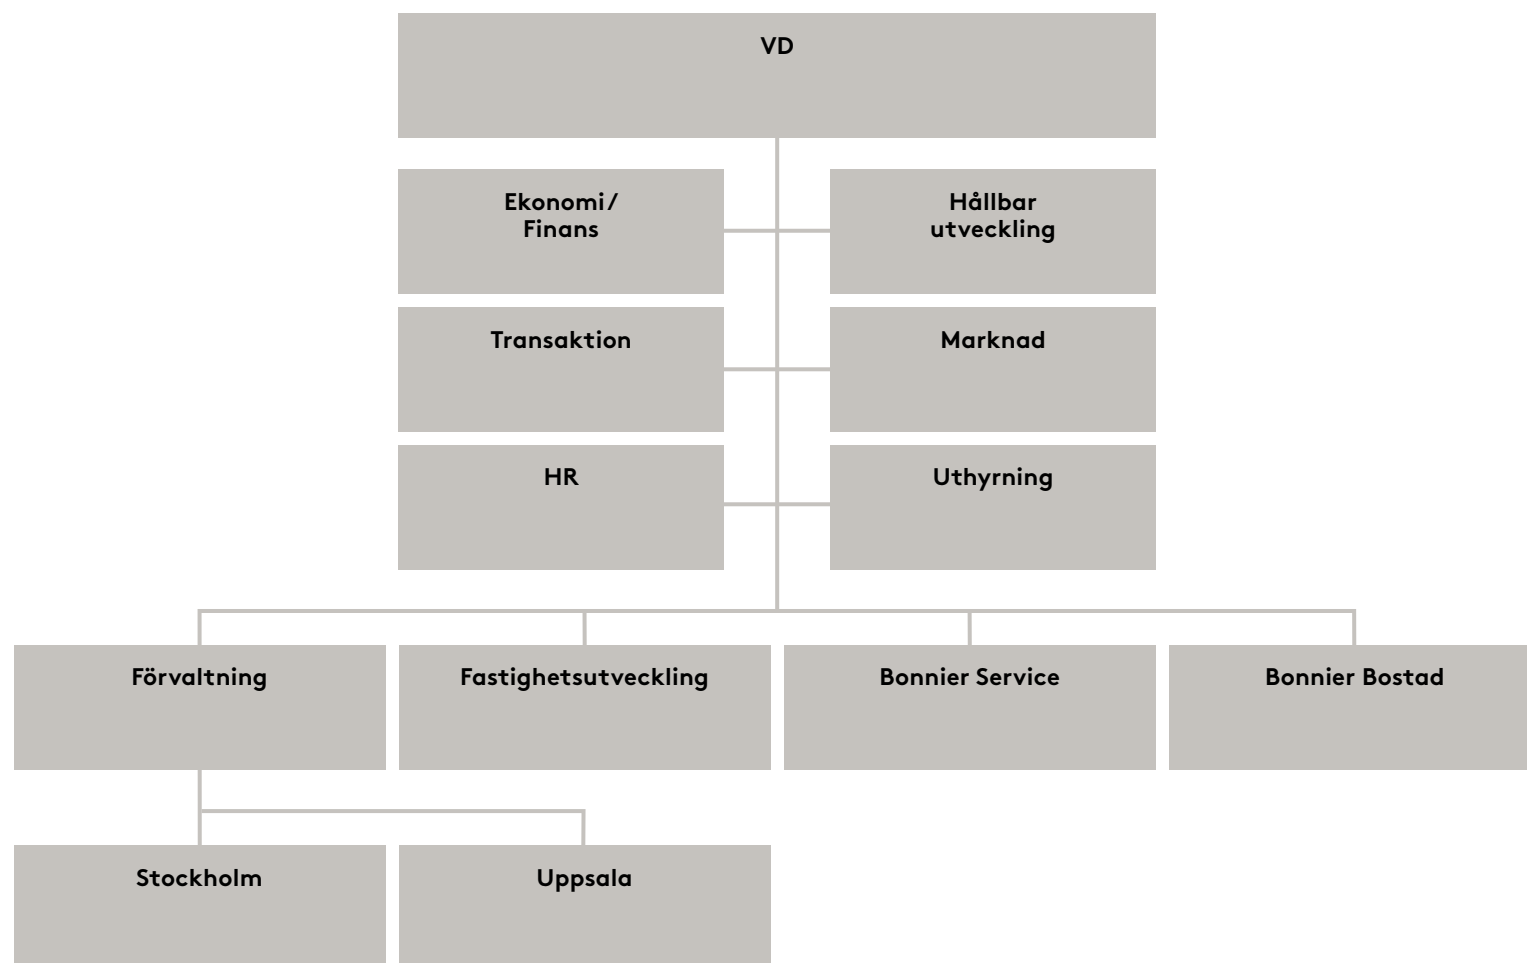 VD
Ekonomi/
Finans
Hållbar
utveckling
Transaktion
Marknad
HR
Uthyrning
Förvaltning
Fastighetsutveckling
Bonnier Service
Bonnier Bostad
Stockholm
Uppsala